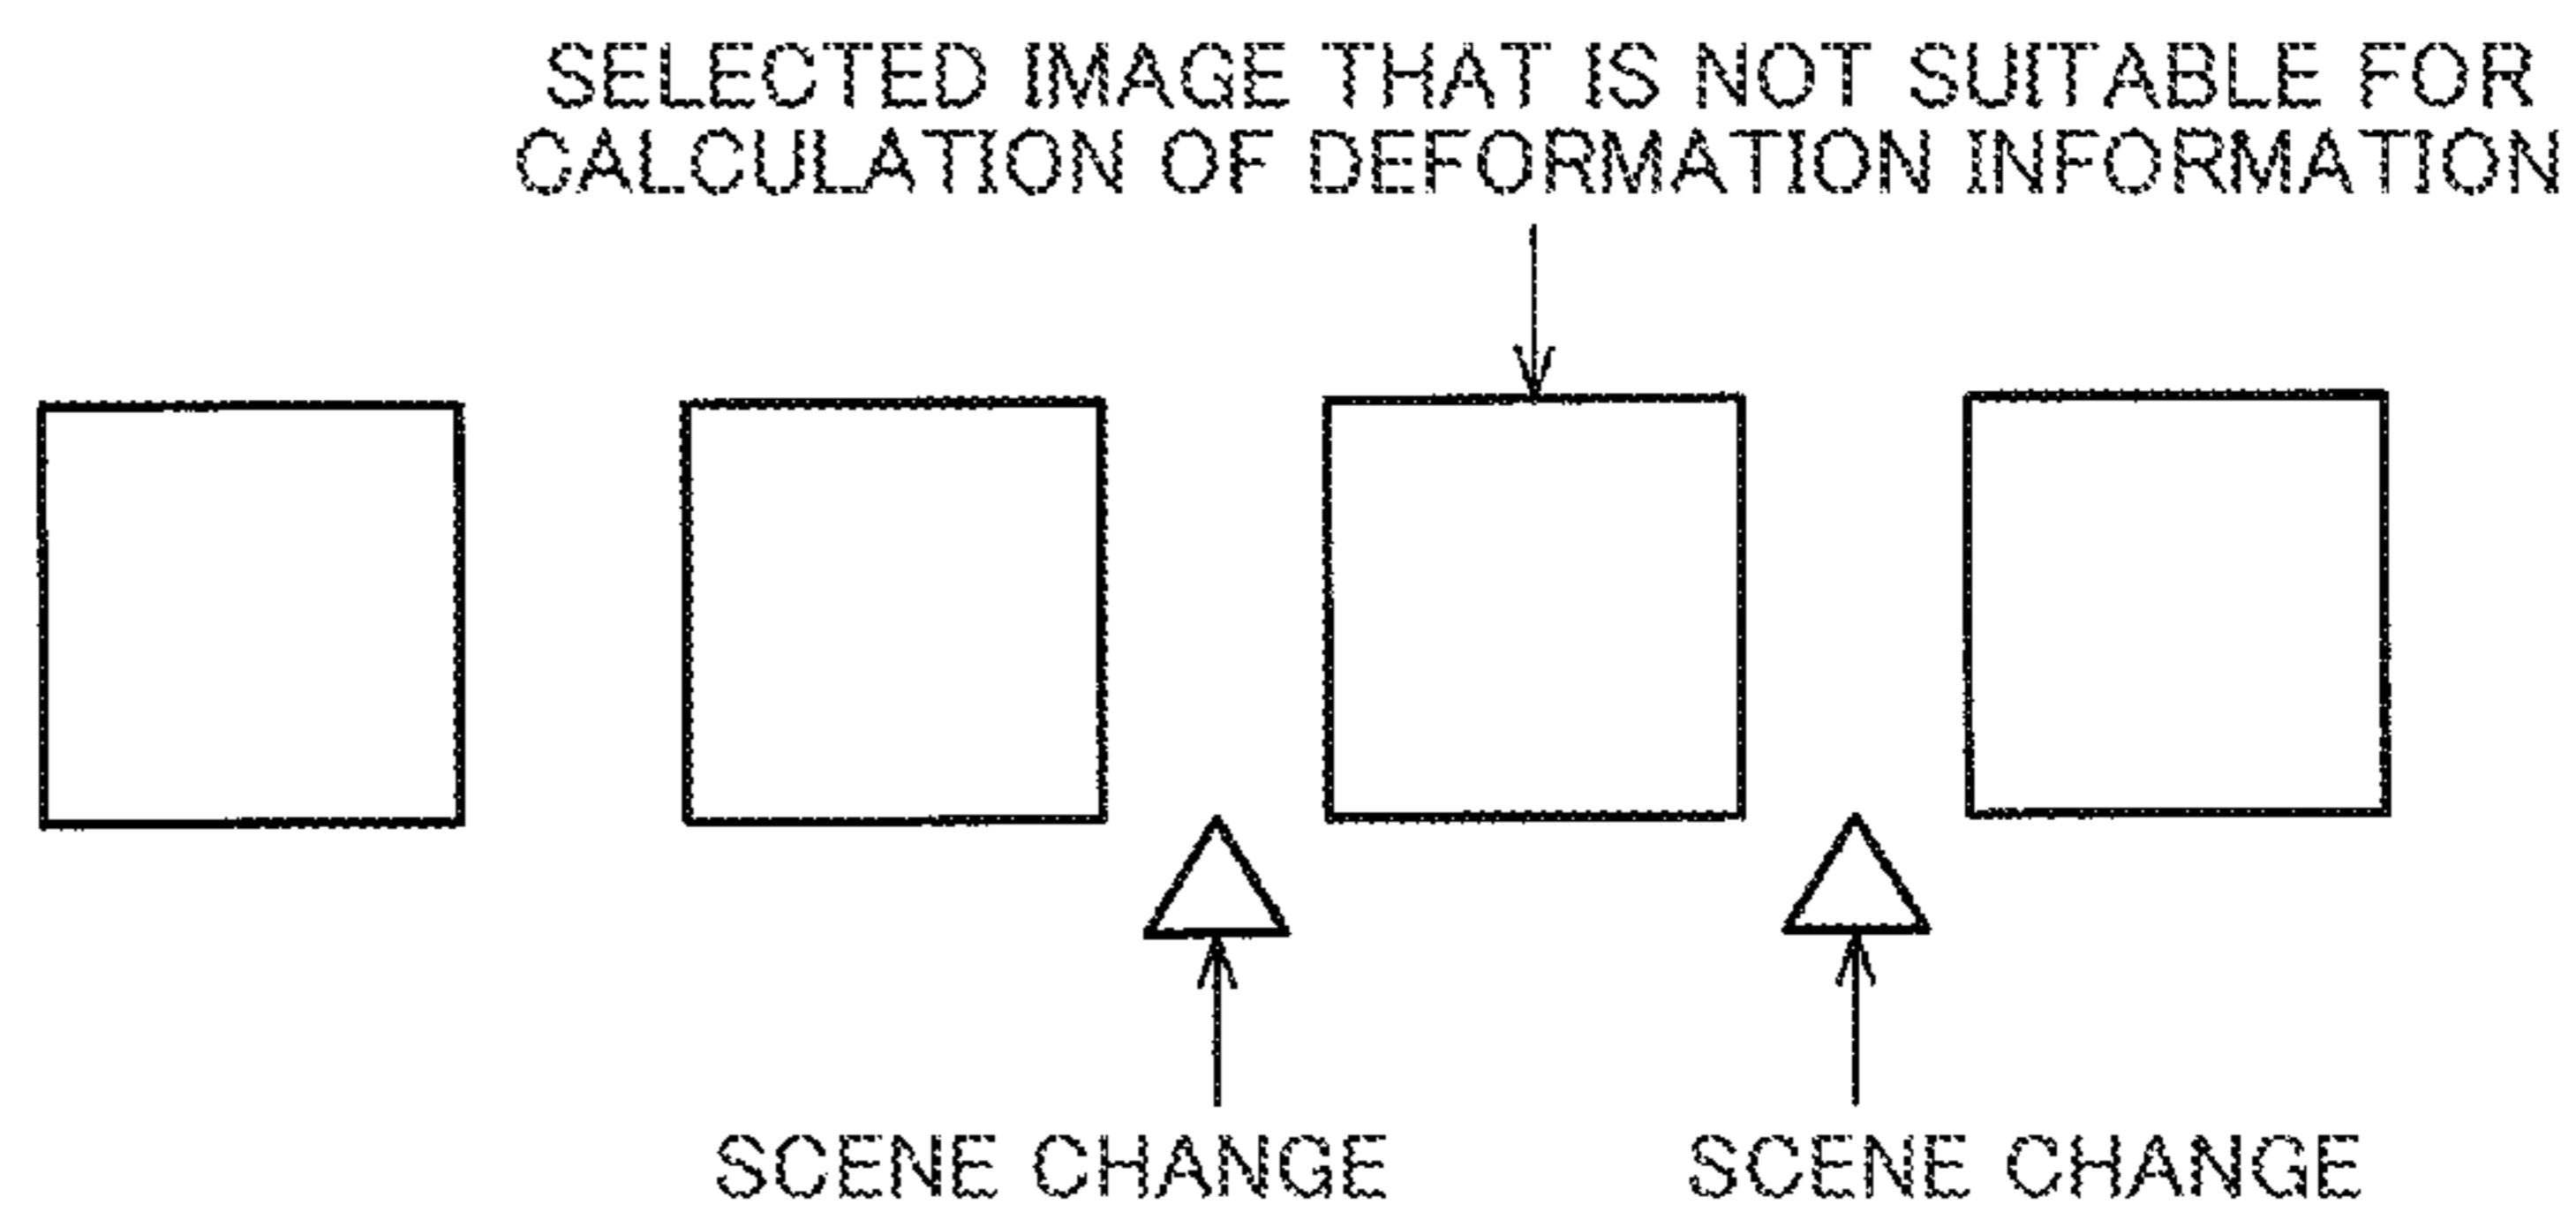 SELECTED IMAGE THAT IS NOT SUITABLE FOR
CALCULATION OF DEFORMATION INFORMATION
SCENE CHANGE
SCENE CHANGE